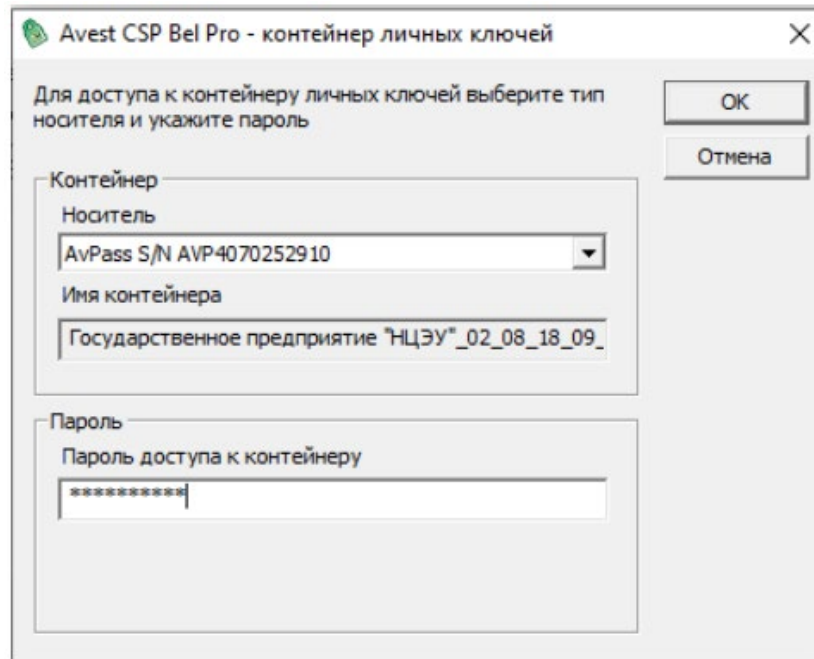 Avest CSP Bel Pro - контейнер личных ключей
Для доступа к контейнеру личных ключей выберите тип
носителя и укажите пароль
OK
Отмена
Контейнер
Носитель
AvPass S/N AVP4070252910
Имя контейнера
Государственное предприятие "НЦЭУ"_02_08_18_09_
Пароль
Пароль доступа к контейнеру
**********